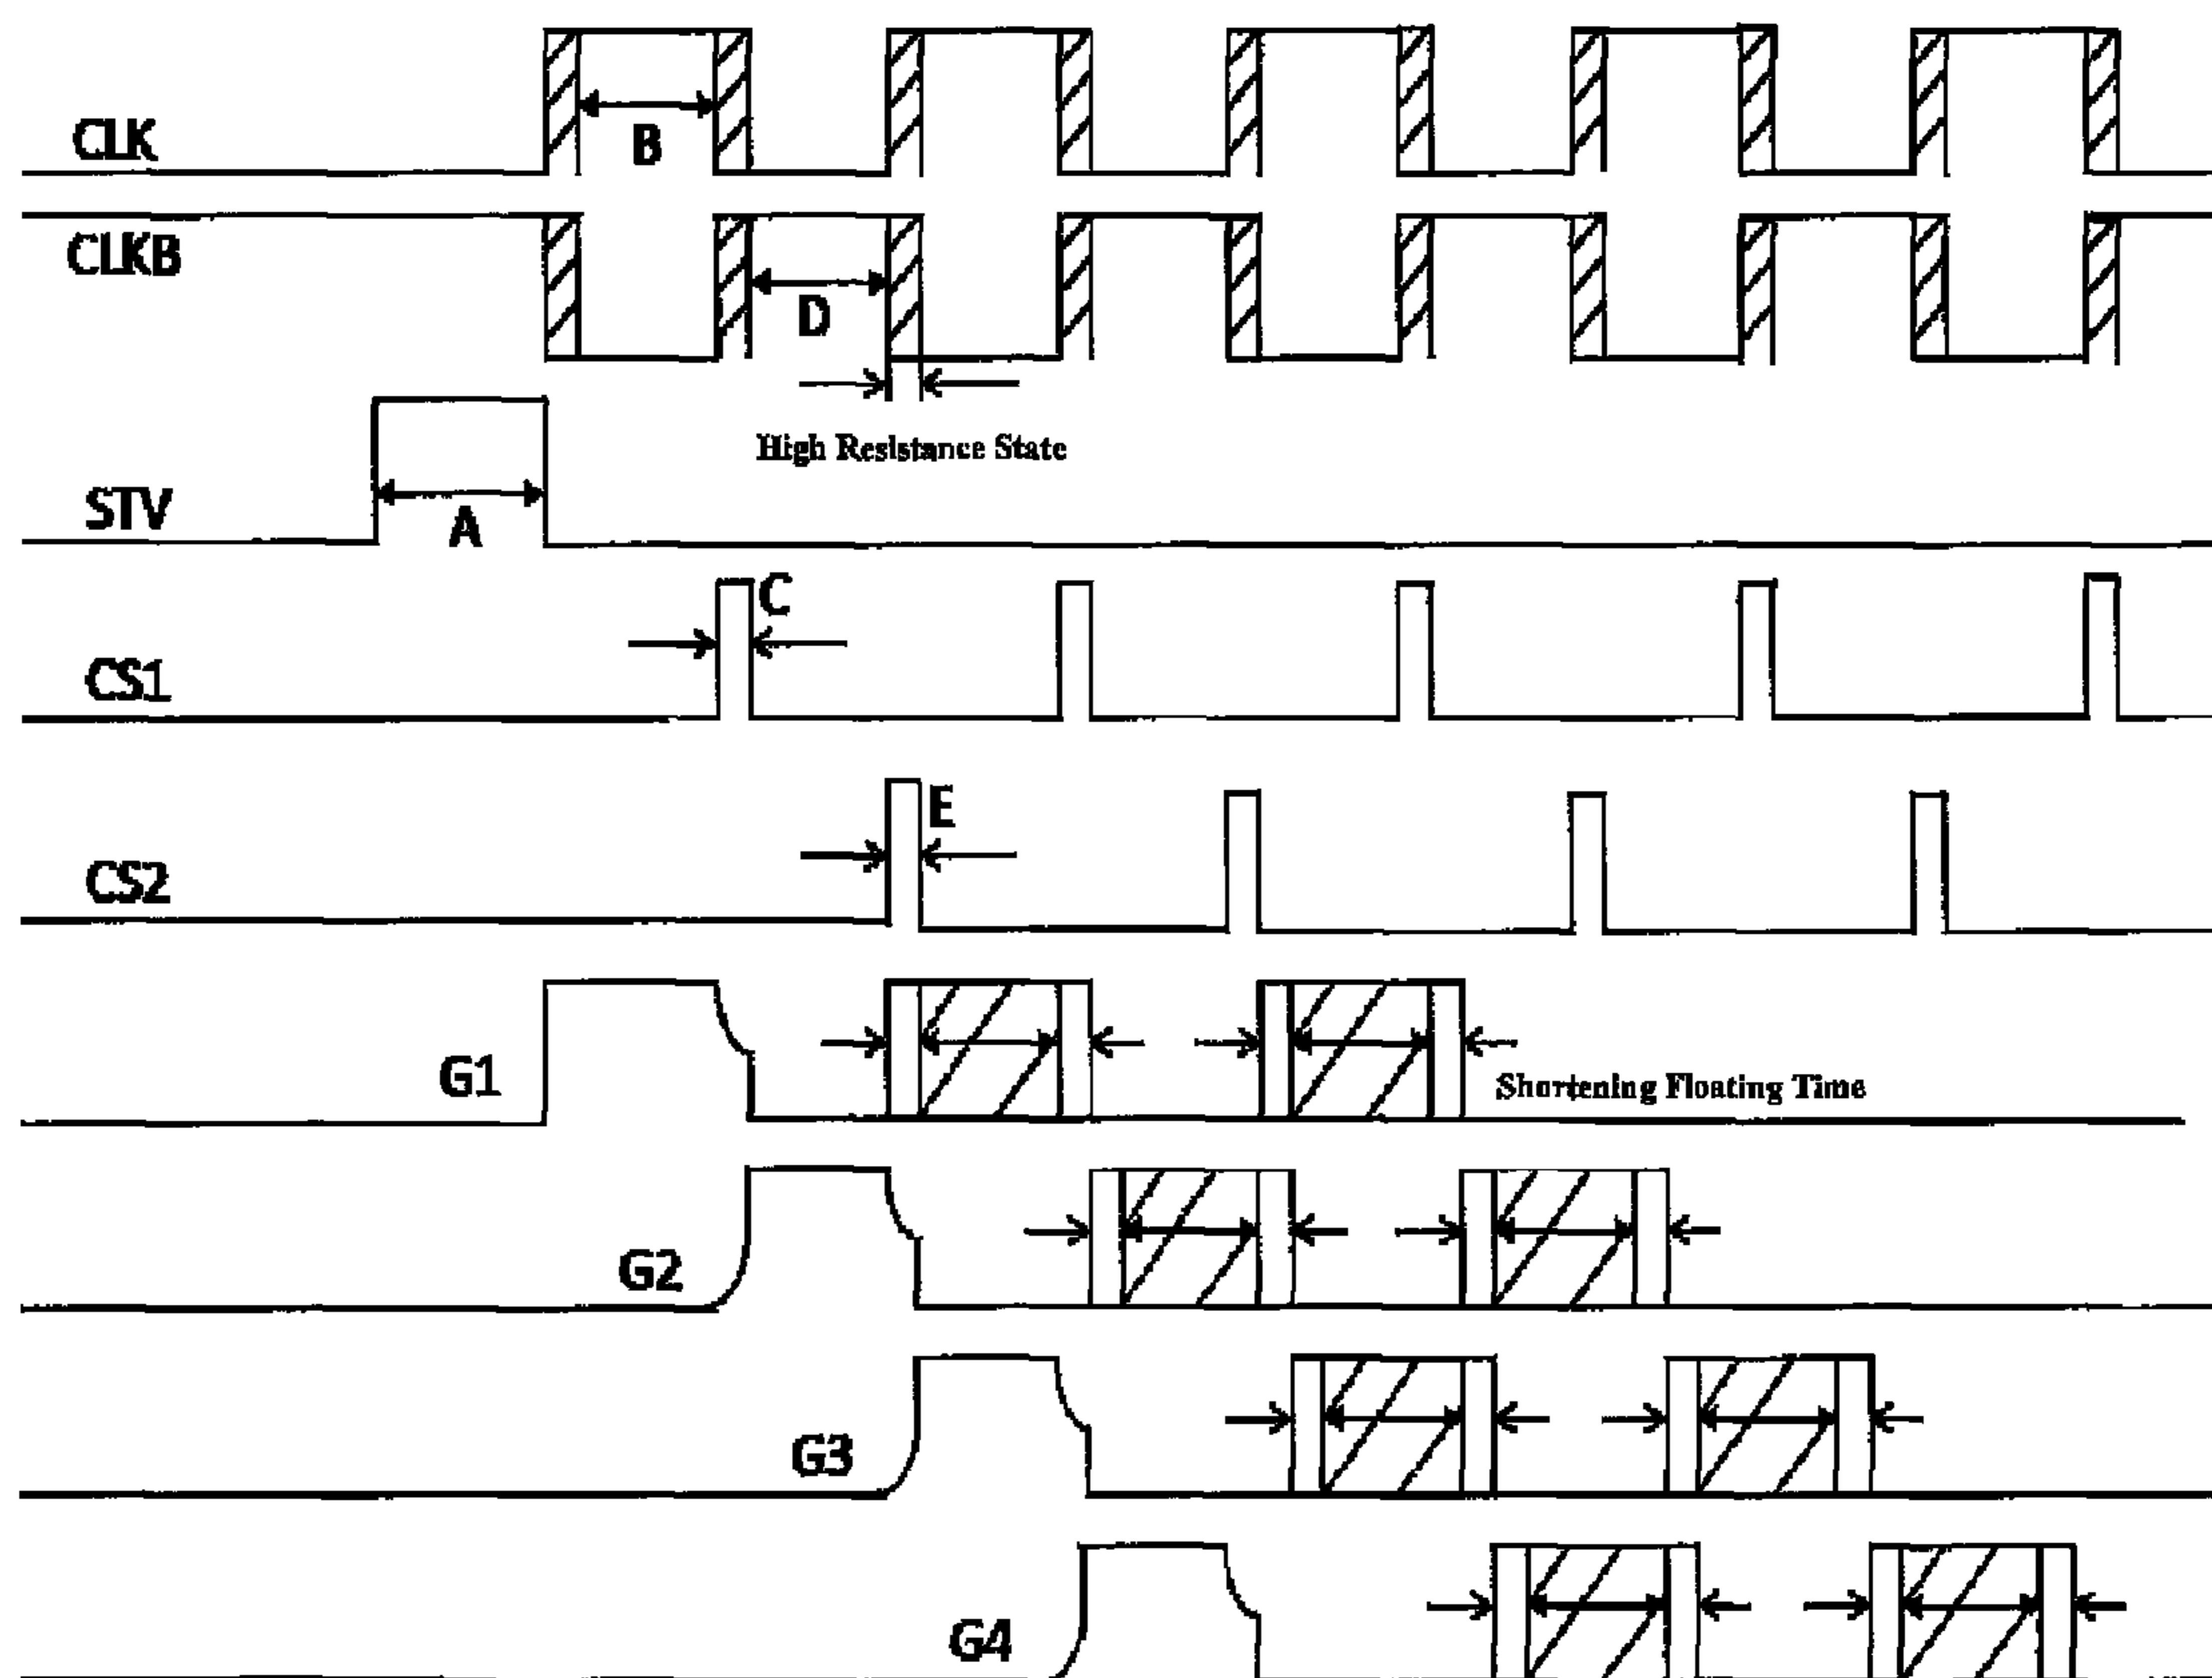 CLK
B
CLKB
D
High Resistance State
STV
A
C
CS1
E
CS2
G1
Shortening Floating Time
G2
G3
G4